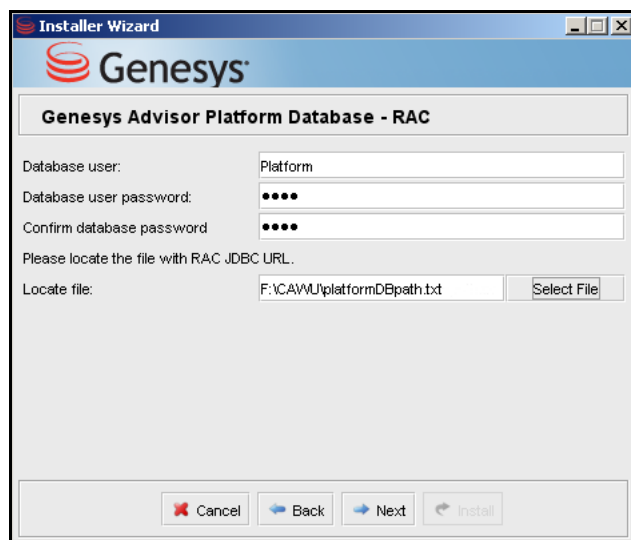 Installer Wizard
Genesys
Genesys Advisor Platform Database - RAC
Database user: Platform
Database user password: ••••
Confirm database password ••••
Please locate the file with RAC JDBC URL.
Locate file: F:\CAWU\platformDBpath.txt Select File
Cancel Back Next Install